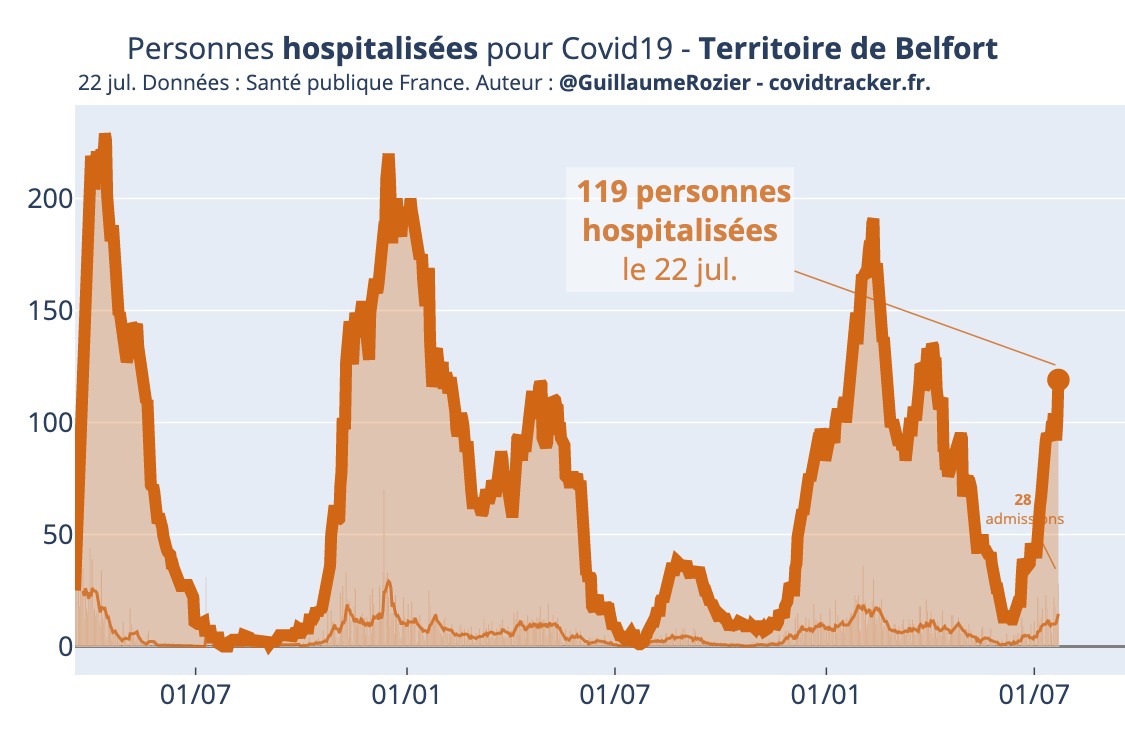 Personnes hospitalisées pour Covid19 - Territoire de Belfort
22 jul. Données : Santé publique France. Auteur : @GuillaumeRozier - covidtracker.fr.
200
150
100
50
0
119 personnes
hospitalisées
le 22 jul.
28
admissions
01/07
01/01
01/07
01/01
01/07